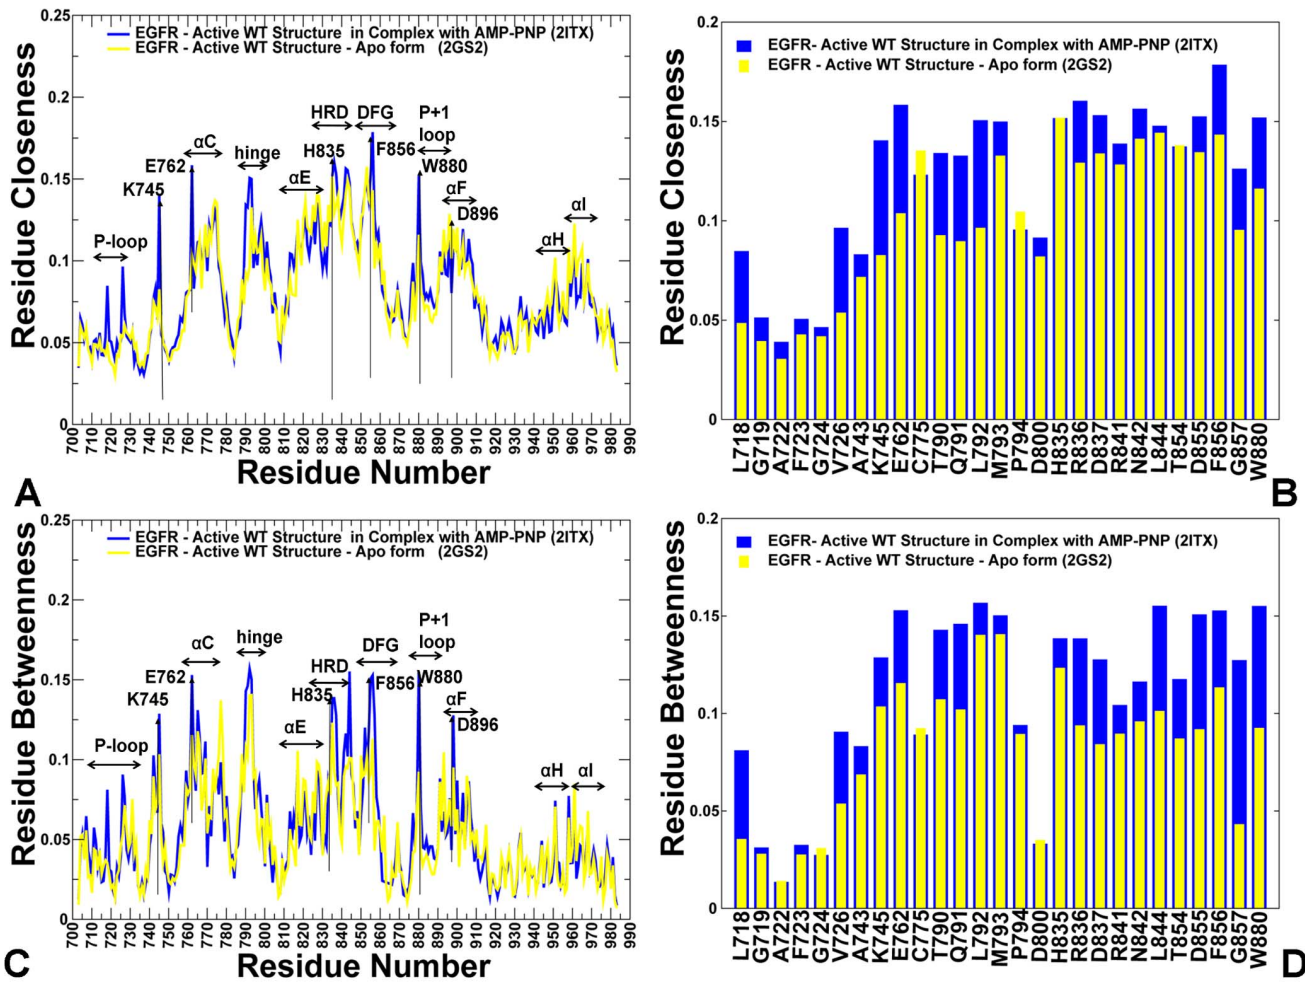 0.25
0.2
0.15
0.1
0.05
0
Residue Closeness
EGFR - Active WT Structure in Complex with AMP-PNP (2ITX)
EGFR - Active WT Structure - Apo form (2GS2)
HRD
DFG
P+1
loop
αC
E762
K745
hinge
H835
F856
W880
αE
αF
D896
P-loop
αH
αI
700 710 720 730 740 750 760 770 780 790 800 810 820 830 840 850 860 870 880 890 900 910 920 930 940 950 960 970 980 990
Residue Number
A
0.2
0.15
0.1
0.05
0
Residue Closeness
EGFR- Active WT Structure in Complex with AMP-PNP (2ITX)
EGFR - Active WT Structure - Apo form (2GS2)
L718 G719 A722 F723 G724 V726 A743 K745 E762 C775 T790 Q791 L792 M793 P794 D800 H835 R836 D837 R841 N842 L844 T854 D855 F856 G857 W880
B
0.25
0.2
0.15
0.1
0.05
0
Residue Betweenness
EGFR - Active WT Structure in Complex with AMP-PNP (2ITX)
EGFR - Active WT Structure - Apo form (2GS2)
P+1
loop
αC
hinge
DFG
E762
HRD
W880
K745
H835
F856
αF
D896
αE
P-loop
αH
αI
700 710 720 730 740 750 760 770 780 790 800 810 820 830 840 850 860 870 880 890 900 910 920 930 940 950 960 970 980 990
Residue Number
C
0.2
0.15
0.1
0.05
0
Residue Betweenness
EGFR- Active WT Structure in Complex with AMP-PNP (2ITX)
EGFR - Active WT Structure - Apo form (2GS2)
L718 G719 A722 F723 G724 V726 A743 K745 E762 C775 T790 Q791 L792 M793 P794 D800 H835 R836 D837 R841 N842 L844 T854 D855 F856 G857 W880
D